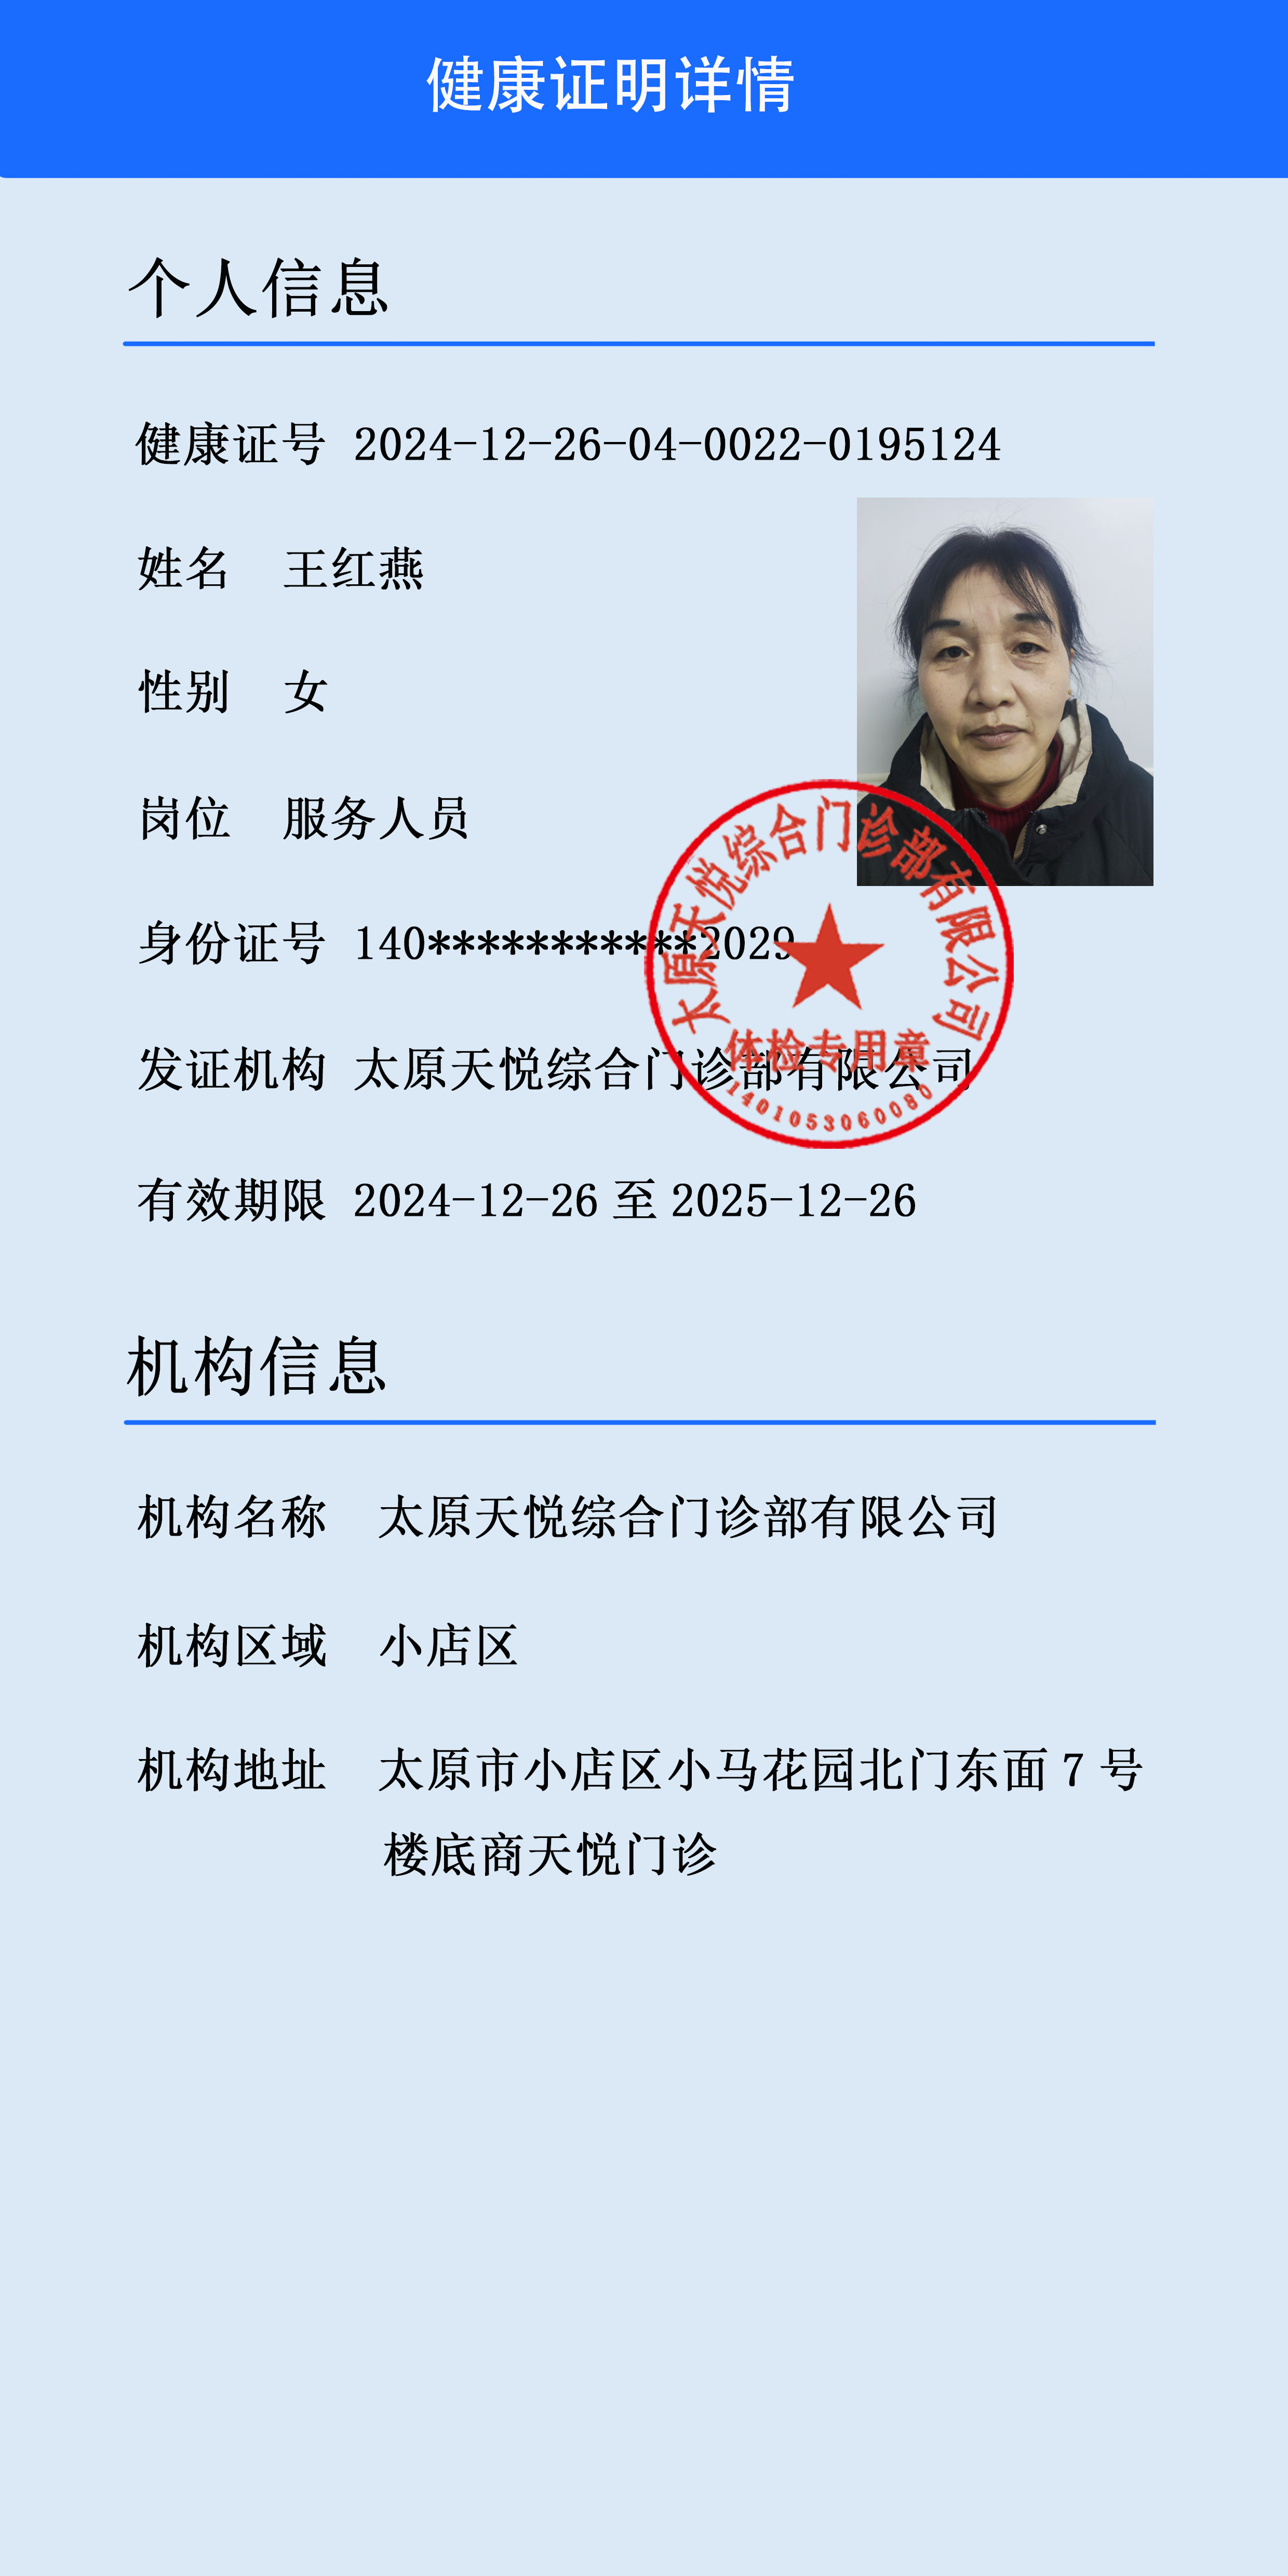 健康证明详情
个人信息
健康证号 2024-12-26-04-0022-0195124
姓名 王红燕
性别 女
岗位 服务人员
身份证号 140***********2029
发证机构 太原天悦综合门诊部有限公司
有效期限 2024-12-26 至 2025-12-26
太原天悦综合门诊部有限公司
体检专用章
1401053060080
机构信息
机构名称 太原天悦综合门诊部有限公司
机构区域 小店区
机构地址 太原市小店区小马花园北门东面 7 号
楼底商天悦门诊